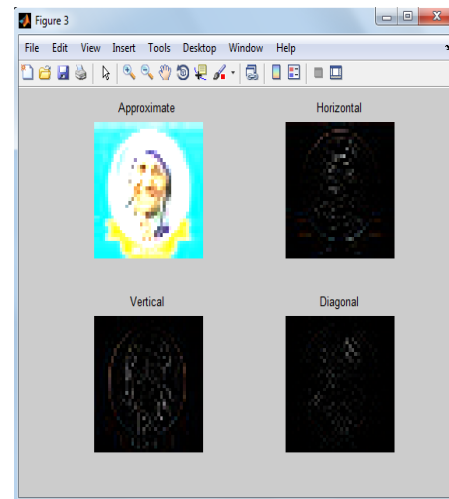 Figure 3
File Edit View Insert Tools Desktop Window Help
Approximate Horizontal
Vertical Diagonal